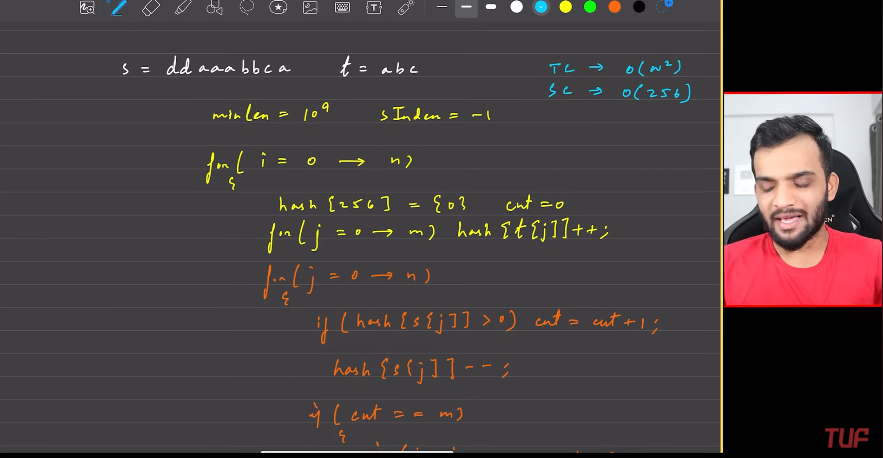 s = ddaaabbca t = abc
TC → O(N²)
SC → O(256)
minLen = 10⁹ sIndex = -1
for( i = 0 → n)
{
hash[256] = {0} cnt = 0
for( j = 0 → m) hash[t[j]]++;
for( j = 0 → n)
{
if (hash[s[j]] > 0) cnt = cnt + 1;
hash[s[j]]--;
if (cnt == m)
{
TUF